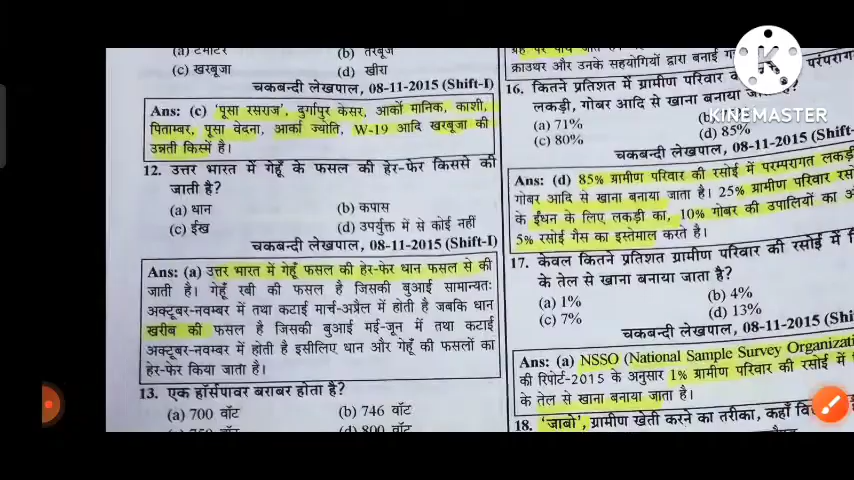 (a) टमाटर (b) तरबूज
(c) खरबूजा (d) खीरा
चकबन्दी लेखपाल, 08-11-2015 (Shift-I)
Ans: (c) 'पूसा रसराज', दुर्गापुर केसर, आर्को मानिक, काशी,
पिताम्बर, पूसा वेदना, आर्का ज्योति, W-19 आदि खरबूजा की
उन्नती किस्में है।
12. उत्तर भारत में गेहूँ के फसल की हेर-फेर किससे की
जाती है?
(a) धान (b) कपास
(c) ईख (d) उपर्युक्त में से कोई नहीं
चकबन्दी लेखपाल, 08-11-2015 (Shift-I)
Ans: (a) उत्तर भारत में गेहूँ फसल की हेर-फेर धान फसल से की
जाती है। गेहूँ रबी की फसल है जिसकी बुआई सामान्यतः
अक्टूबर-नवम्बर में तथा कटाई मार्च-अप्रैल में होती है जबकि धान
खरीब की फसल है जिसकी बुआई मई-जून में तथा कटाई
अक्टूबर-नवम्बर में होती है इसीलिए धान और गेहूँ की फसलों का
हेर-फेर किया जाता है।
13. एक हॉर्सपावर बराबर होता है?
(a) 700 वॉट (b) 746 वॉट
(d) 800 वॉट
क्राउथर और उनके सहयोगियों द्वारा बनाई
16. कितने प्रतिशत में ग्रामीण परिवार परंपराग
लकड़ी, गोबर आदि से खाना बनाया
(a) 71%
(c) 80% (d) 85%
चकबन्दी लेखपाल, 08-11-2015 (Shift-
Ans: (d) 85% ग्रामीण परिवार की रसोई में परम्परागत लकड़ी
गोबर आदि से खाना बनाया जाता है। 25% ग्रामीण परिवार रसो
के ईंधन के लिए लकड़ी का, 10% गोबर की उपालियों का
5% रसोई गैस का इस्तेमाल करते है।
17. केवल कितने प्रतिशत ग्रामीण परिवार की रसोई में
के तेल से खाना बनाया जाता है?
(a) 1% (b) 4%
(c) 7% (d) 13%
चकबन्दी लेखपाल, 08-11-2015 (Shi
Ans: (a) NSSO (National Sample Survey Organizati
की रिपोर्ट-2015 के अनुसार 1% ग्रामीण परिवार की रसोई में
के तेल से खाना बनाया जाता है।
18. 'जाबो', ग्रामीण खेती करने का तरीका, कहाँ
KINEMASTER